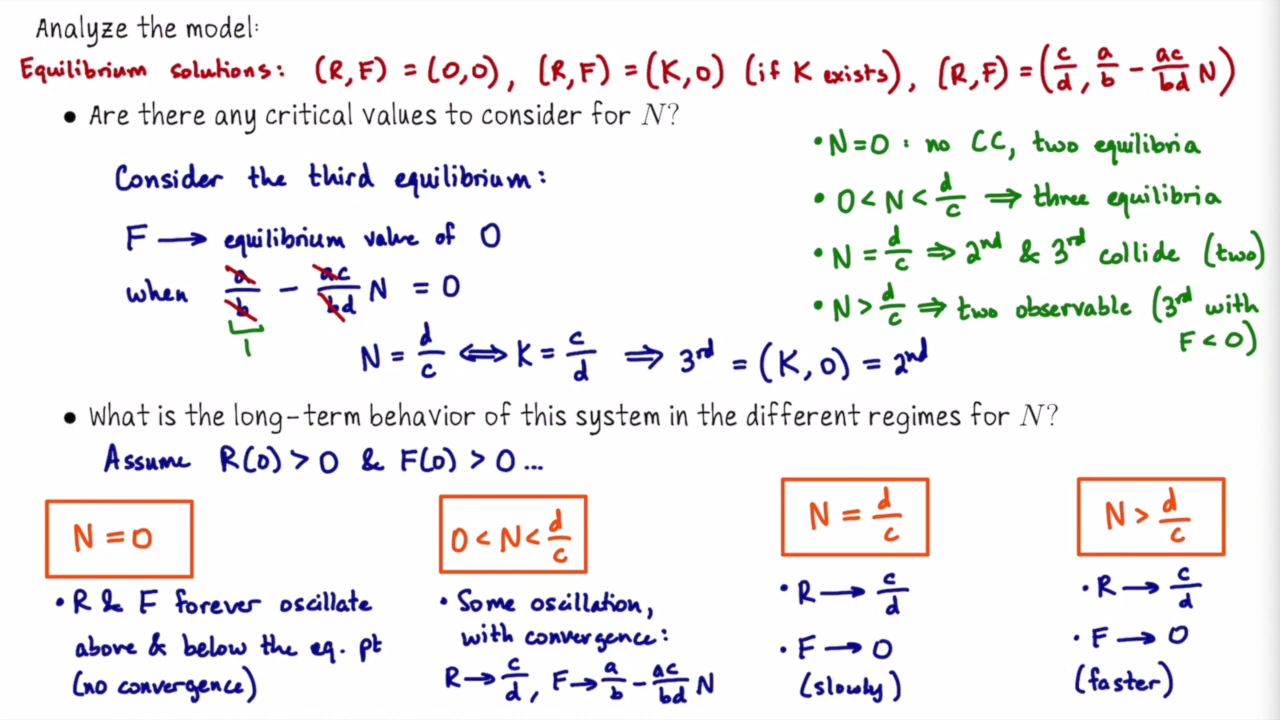 Analyze the model:
Equilibrium solutions: (R,F) = (0,0), (R,F) = (K,0) (if K exists), (R,F) = (c/d, a/b - ac/bd N)
• Are there any critical values to consider for N?
Consider the third equilibrium:
F → equilibrium value of 0
when a/b - ac/bd N = 0
1
N = d/c ⟺ K = c/d ⟹ 3rd = (K,0) = 2nd
• N=0 : no CC, two equilibria
• 0 < N < d/c ⟹ three equilibria
• N = d/c ⟹ 2nd & 3rd collide (two)
• N > d/c ⟹ two observable (3rd with
F < 0)
• What is the long-term behavior of this system in the different regimes for N?
Assume R(0) > 0 & F(0) > 0 ...
N = 0
• R & F forever oscillate
above & below the eq. pt
(no convergence)
0 < N < d/c
• Some oscillation,
with convergence:
R → c/d, F → a/b - ac/bd N
N = d/c
• R → c/d
• F → 0
(slowly)
N > d/c
• R → c/d
• F → 0
(faster)